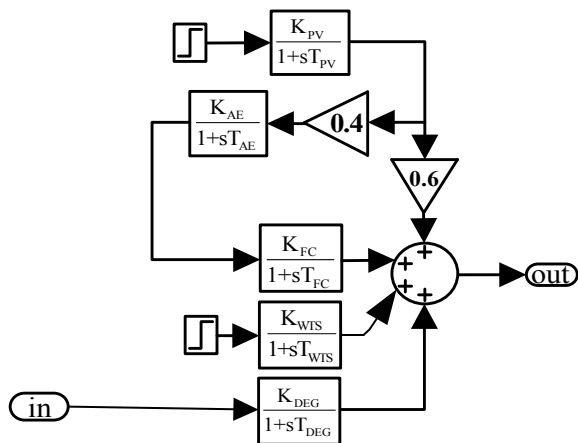 K_PV
1+sT_PV
K_AE
1+sT_AE
0.4
0.6
K_FC
1+sT_FC
+
+
+
+
out
K_WTS
1+sT_WTS
in
K_DEG
1+sT_DEG